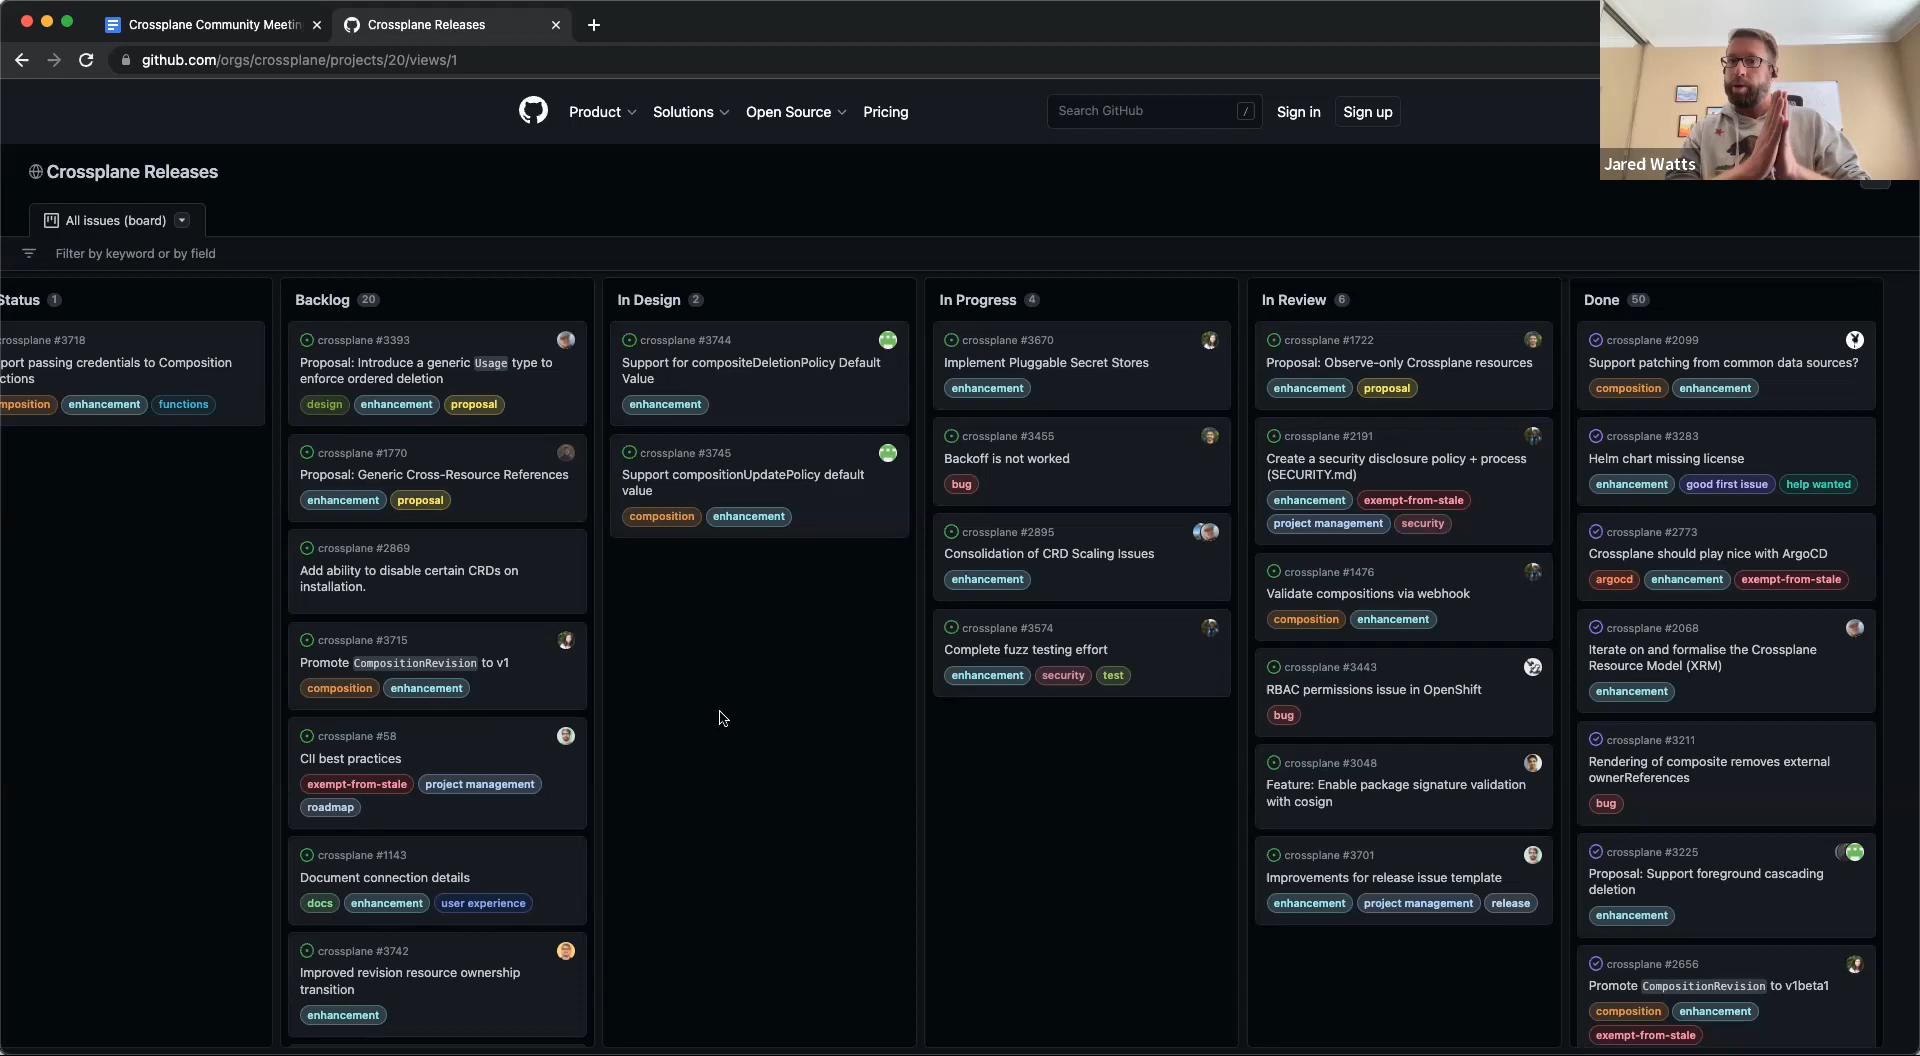 Crossplane Community Meetin
Crossplane Releases
github.com/orgs/crossplane/projects/20/views/1
Product
Solutions
Open Source
Pricing
Search GitHub
/
Sign in
Sign up
Jared Watts
Crossplane Releases
All issues (board)
Filter by keyword or by field
Status 1
crossplane #3718
port passing credentials to Composition
ctions
mposition enhancement functions
Backlog 20
crossplane #3393
Proposal: Introduce a generic Usage type to
enforce ordered deletion
design enhancement proposal
crossplane #1770
Proposal: Generic Cross-Resource References
enhancement proposal
crossplane #2869
Add ability to disable certain CRDs on
installation.
crossplane #3715
Promote CompositionRevision to v1
composition enhancement
crossplane #58
CII best practices
exempt-from-stale project management
roadmap
crossplane #1143
Document connection details
docs enhancement user experience
crossplane #3742
Improved revision resource ownership
transition
enhancement
In Design 2
crossplane #3744
Support for compositeDeletionPolicy Default
Value
enhancement
crossplane #3745
Support compositionUpdatePolicy default
value
composition enhancement
In Progress 4
crossplane #3670
Implement Pluggable Secret Stores
enhancement
crossplane #3455
Backoff is not worked
bug
crossplane #2895
Consolidation of CRD Scaling Issues
enhancement
crossplane #3574
Complete fuzz testing effort
enhancement security test
In Review 6
crossplane #1722
Proposal: Observe-only Crossplane resources
enhancement proposal
crossplane #2191
Create a security disclosure policy + process
(SECURITY.md)
enhancement exempt-from-stale
project management security
crossplane #1476
Validate compositions via webhook
composition enhancement
crossplane #3443
RBAC permissions issue in OpenShift
bug
crossplane #3048
Feature: Enable package signature validation
with cosign
crossplane #3701
Improvements for release issue template
enhancement project management release
Done 50
crossplane #2099
Support patching from common data sources?
composition enhancement
crossplane #3283
Helm chart missing license
enhancement good first issue help wanted
crossplane #2773
Crossplane should play nice with ArgoCD
argocd enhancement exempt-from-stale
crossplane #2068
Iterate on and formalise the Crossplane
Resource Model (XRM)
enhancement
crossplane #3211
Rendering of composite removes external
ownerReferences
bug
crossplane #3225
Proposal: Support foreground cascading
deletion
enhancement
crossplane #2656
Promote CompositionRevision to v1beta1
composition enhancement
exempt-from-stale